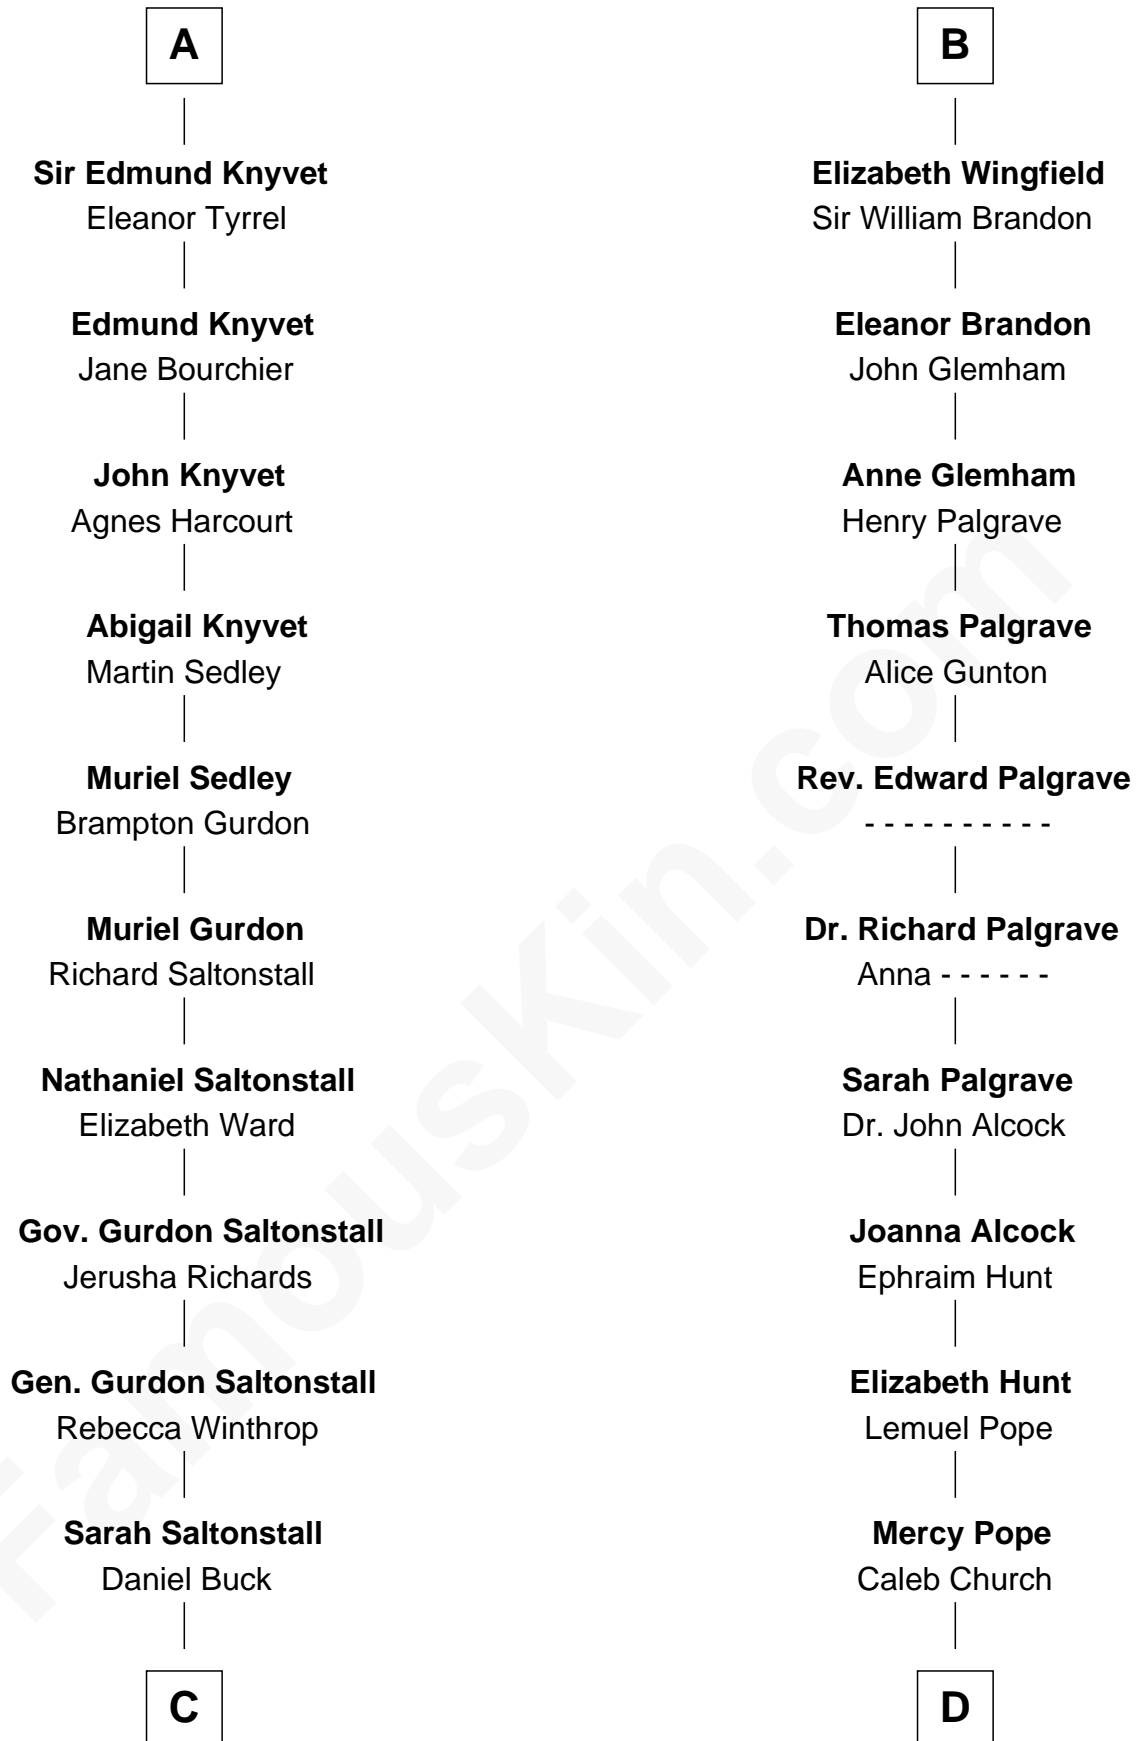 A
Sir Edmund Knyvet
Eleanor Tyrrel
Edmund Knyvet
Jane Bourchier
John Knyvet
Agnes Harcourt
Abigail Knyvet
Martin Sedley
Muriel Sedley
Brampton Gurdon
Muriel Gurdon
Richard Saltonstall
Nathaniel Saltonstall
Elizabeth Ward
Gov. Gurdon Saltonstall
Jerusha Richards
Gen. Gurdon Saltonstall
Rebecca Winthrop
Sarah Saltonstall
Daniel Buck
C
B
Elizabeth Wingfield
Sir William Brandon
Eleanor Brandon
John Glemham
Anne Glemham
Henry Palgrave
Thomas Palgrave
Alice Gunton
Rev. Edward Palgrave
- - - - - - - - - -
Dr. Richard Palgrave
Anna - - - - - -
Sarah Palgrave
Dr. John Alcock
Joanna Alcock
Ephraim Hunt
Elizabeth Hunt
Lemuel Pope
Mercy Pope
Caleb Church
D
FamousKin.com